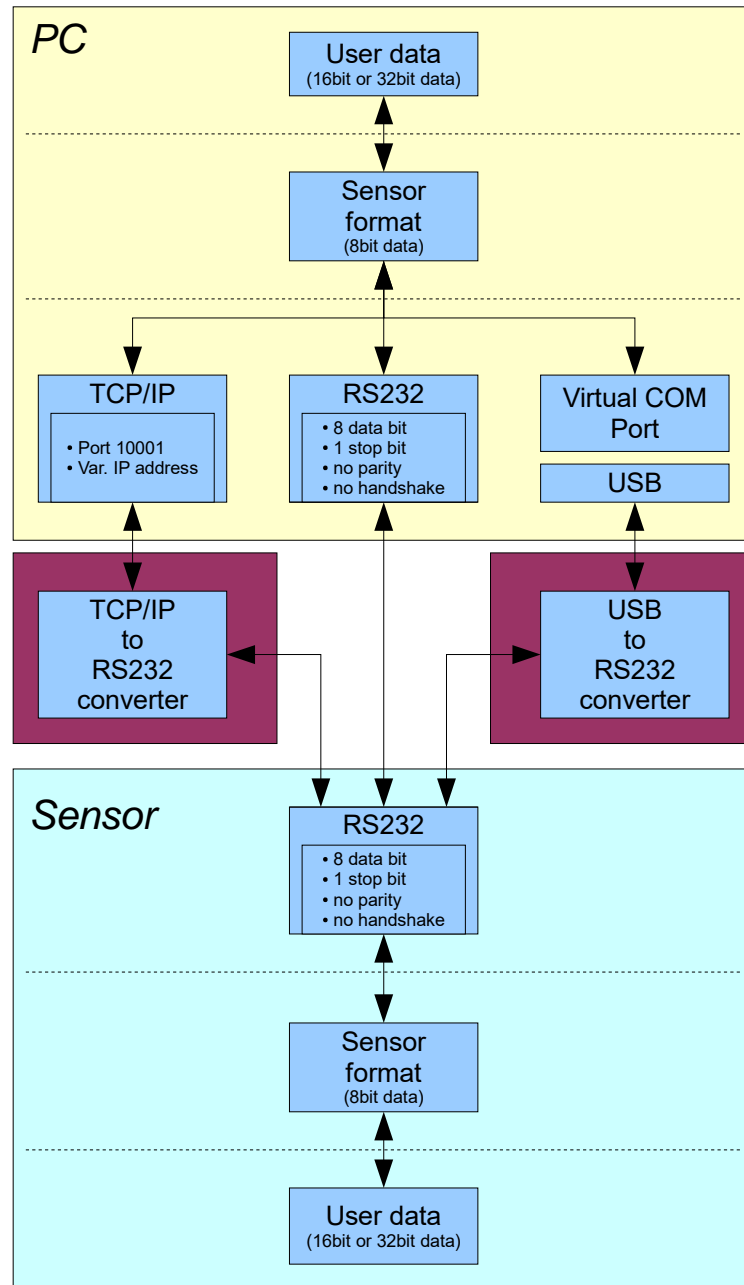 PC
User data
(16bit or 32bit data)
Sensor
format
(8bit data)
TCP/IP
• Port 10001
• Var. IP address
RS232
• 8 data bit
• 1 stop bit
• no parity
• no handshake
Virtual COM
Port
USB
TCP/IP
to
RS232
converter
USB
to
RS232
converter
Sensor
RS232
• 8 data bit
• 1 stop bit
• no parity
• no handshake
Sensor
format
(8bit data)
User data
(16bit or 32bit data)